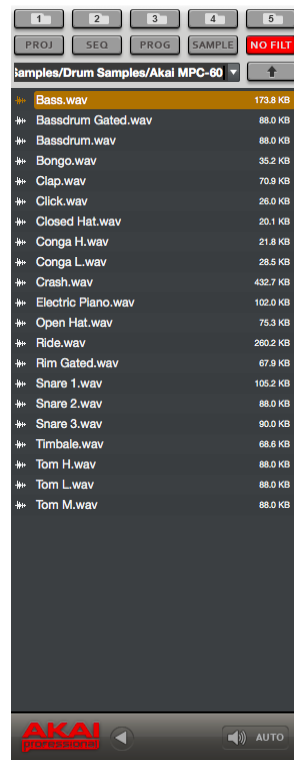 1 2 3 4 5
PROJ SEQ PROG SAMPLE NO FILT
Samples/Drum Samples/Akai MPC-60
Bass.wav 173.8 KB
Bassdrum Gated.wav 88.0 KB
Bassdrum.wav 88.0 KB
Bongo.wav 35.2 KB
Clap.wav 70.9 KB
Click.wav 26.0 KB
Closed Hat.wav 20.1 KB
Conga H.wav 21.8 KB
Conga L.wav 28.5 KB
Crash.wav 432.7 KB
Electric Piano.wav 102.0 KB
Open Hat.wav 75.3 KB
Ride.wav 260.2 KB
Rim Gated.wav 67.9 KB
Snare 1.wav 105.2 KB
Snare 2.wav 88.0 KB
Snare 3.wav 90.0 KB
Timbale.wav 68.6 KB
Tom H.wav 88.0 KB
Tom L.wav 88.0 KB
Tom M.wav 88.0 KB
AKAI AUTO
professional